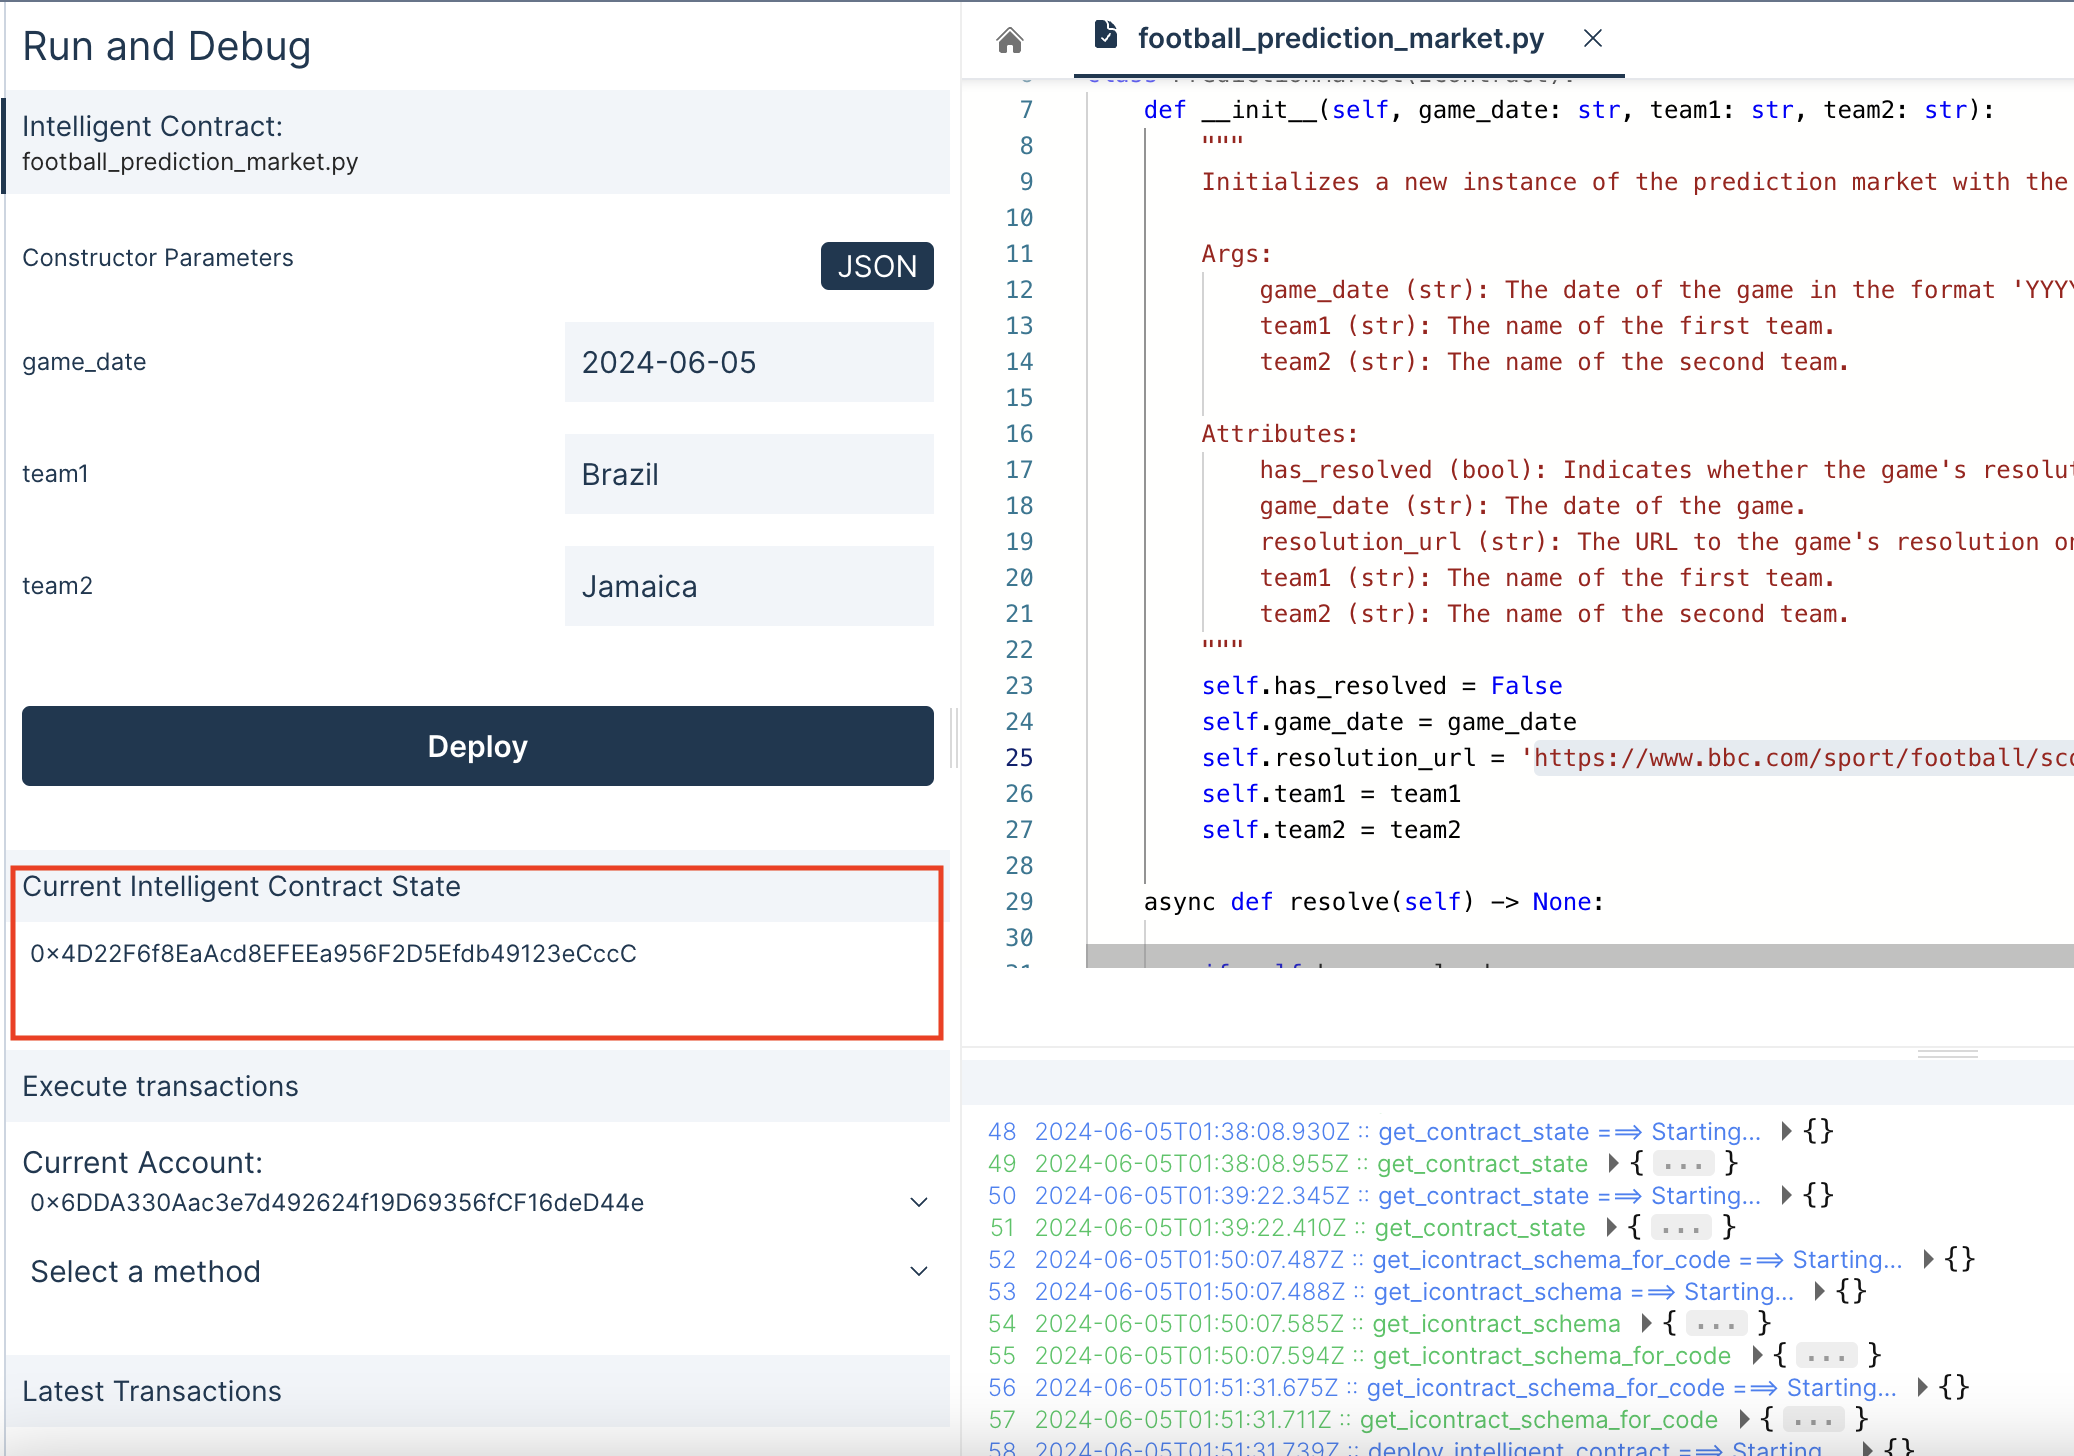 Run and Debug
Intelligent Contract:
football_prediction_market.py
Constructor Parameters
JSON
game_date
2024-06-05
team1
Brazil
team2
Jamaica
Deploy
Current Intelligent Contract State
0x4D22F6f8EaAcd8EFEEa956F2D5Efdb49123eCccC
Execute transactions
Current Account:
0x6DDA330Aac3e7d492624f19D69356fCF16deD44e
Select a method
Latest Transactions
football_prediction_market.py
7 def __init__(self, game_date: str, team1: str, team2: str):
8 """
9 Initializes a new instance of the prediction market with the
10
11 Args:
12 game_date (str): The date of the game in the format 'YYYY
13 team1 (str): The name of the first team.
14 team2 (str): The name of the second team.
15
16 Attributes:
17 has_resolved (bool): Indicates whether the game's resolut
18 game_date (str): The date of the game.
19 resolution_url (str): The URL to the game's resolution on
20 team1 (str): The name of the first team.
21 team2 (str): The name of the second team.
22 """
23 self.has_resolved = False
24 self.game_date = game_date
25 self.resolution_url = 'https://www.bbc.com/sport/football/sco
26 self.team1 = team1
27 self.team2 = team2
28
29 async def resolve(self) -> None:
30
48 2024-06-05T01:38:08.930Z :: get_contract_state ==⇒ Starting... {}
49 2024-06-05T01:38:08.955Z :: get_contract_state { ... }
50 2024-06-05T01:39:22.345Z :: get_contract_state ==⇒ Starting... {}
51 2024-06-05T01:39:22.410Z :: get_contract_state { ... }
52 2024-06-05T01:50:07.487Z :: get_icontract_schema_for_code ==⇒ Starting... {}
53 2024-06-05T01:50:07.488Z :: get_icontract_schema ==⇒ Starting... {}
54 2024-06-05T01:50:07.585Z :: get_icontract_schema { ... }
55 2024-06-05T01:50:07.594Z :: get_icontract_schema_for_code { ... }
56 2024-06-05T01:51:31.675Z :: get_icontract_schema_for_code ==⇒ Starting... {}
57 2024-06-05T01:51:31.711Z :: get_icontract_schema_for_code { ... }
58 2024-06-05T01:51:31.739Z :: deploy_intelligent_contract ==⇒ Starting... {}